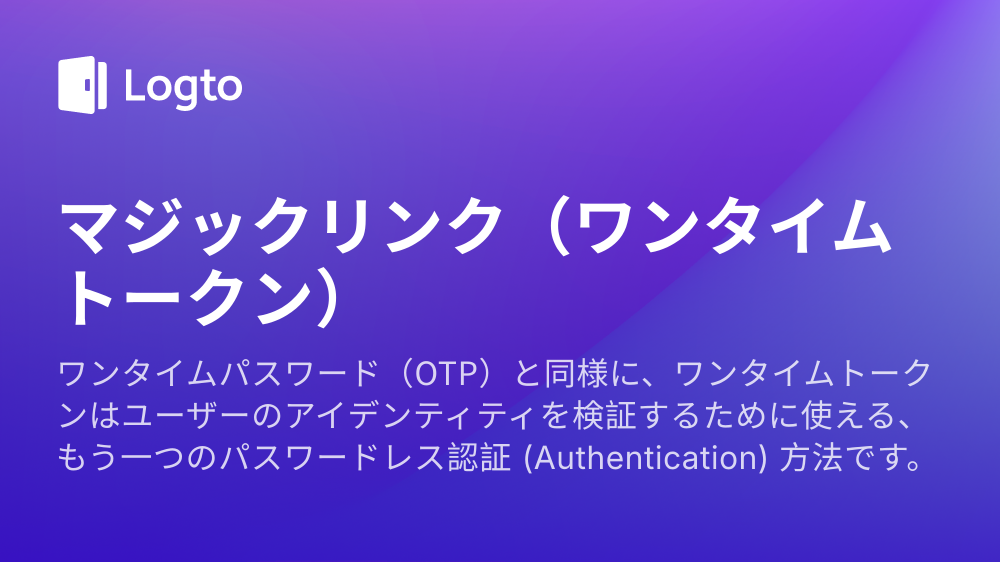 Logto
マジックリンク（ワンタイム
トークン）
ワンタイムパスワード（OTP）と同様に、ワンタイムトーク
ンはユーザーのアイデンティティを検証するために使える、
もう一つのパスワードレス認証 (Authentication) 方法です。